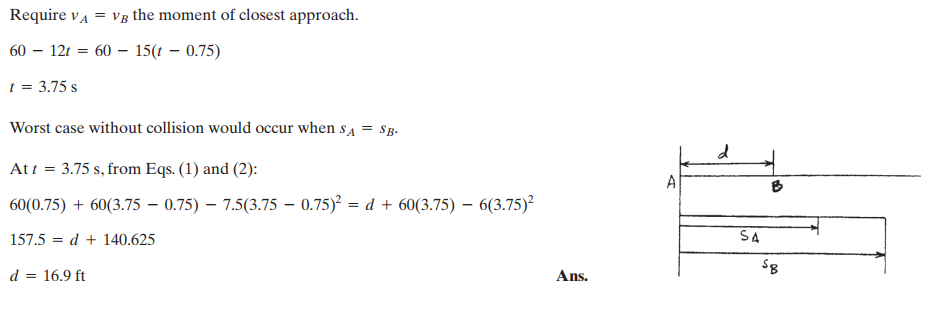 Require v_A = v_B the moment of closest approach.
60 − 12t = 60 − 15(t − 0.75)
t = 3.75 s
Worst case without collision would occur when s_A = s_B.
At t = 3.75 s, from Eqs. (1) and (2):
60(0.75) + 60(3.75 − 0.75) − 7.5(3.75 − 0.75)² = d + 60(3.75) − 6(3.75)²
157.5 = d + 140.625
d = 16.9 ft
Ans.
d
A
B
S_A
S_B